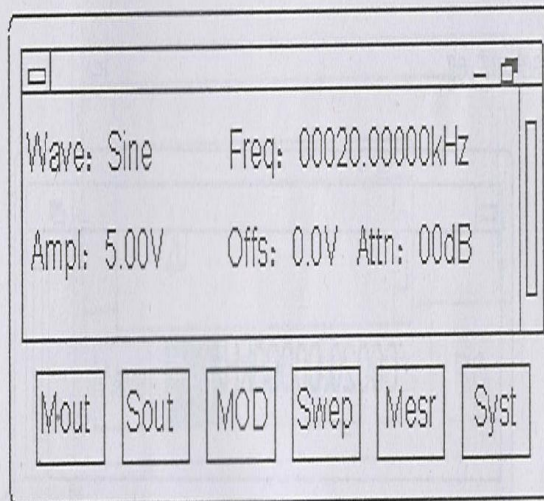 Wave: Sine Freq: 00020.00000kHz
Ampl: 5.00V Offs: 0.0V Attn: 00dB
Mout Sout MOD Swep Mesr Syst